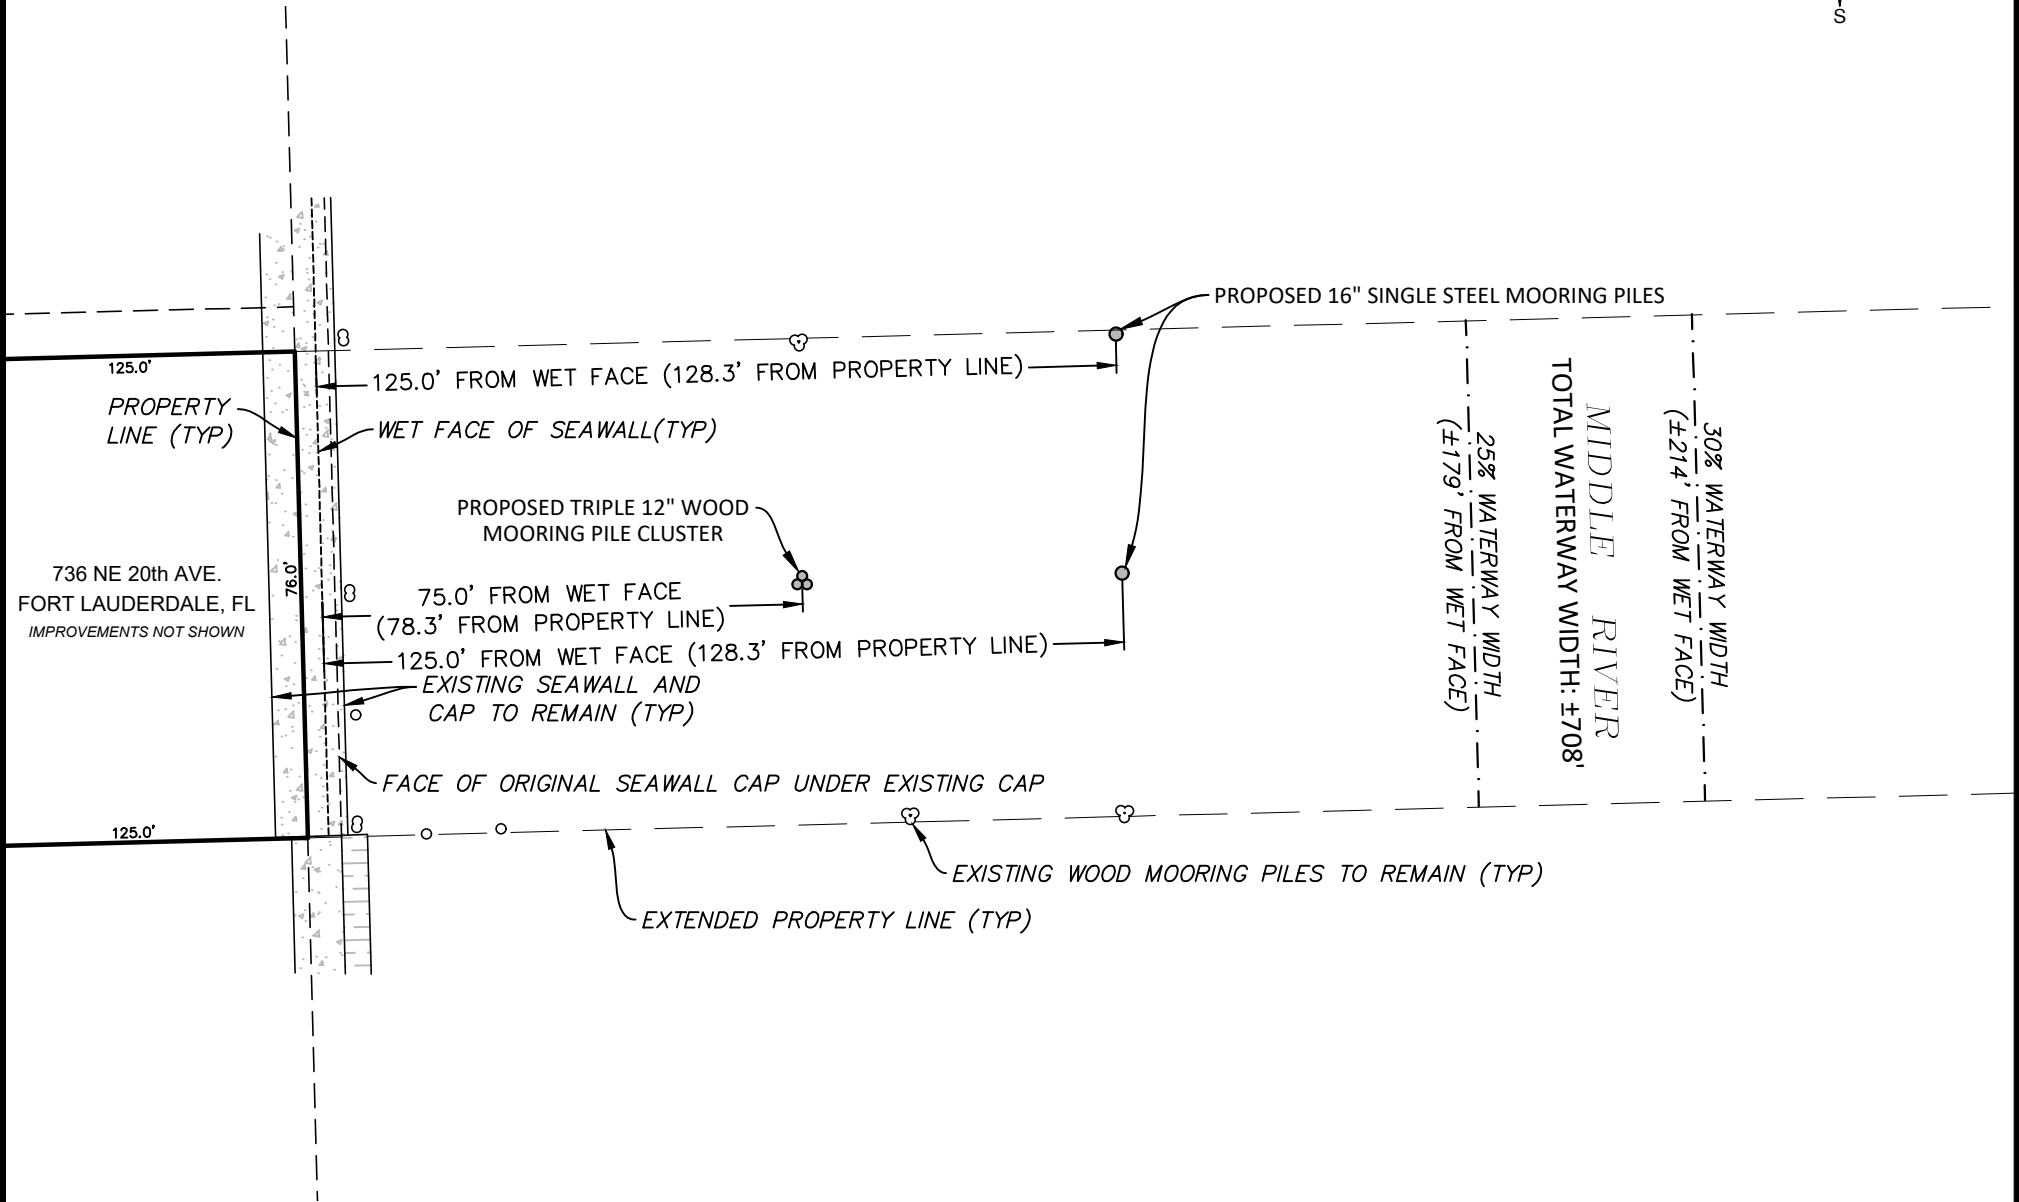 S
PROPOSED 16" SINGLE STEEL MOORING PILES
125.0'
125.0' FROM WET FACE (128.3' FROM PROPERTY LINE)
PROPERTY
LINE (TYP)
WET FACE OF SEAWALL(TYP)
PROPOSED TRIPLE 12" WOOD
MOORING PILE CLUSTER
736 NE 20th AVE.
FORT LAUDERDALE, FL
IMPROVEMENTS NOT SHOWN
76.0'
75.0' FROM WET FACE
(78.3' FROM PROPERTY LINE)
125.0' FROM WET FACE (128.3' FROM PROPERTY LINE)
EXISTING SEAWALL AND
CAP TO REMAIN (TYP)
FACE OF ORIGINAL SEAWALL CAP UNDER EXISTING CAP
125.0'
EXISTING WOOD MOORING PILES TO REMAIN (TYP)
EXTENDED PROPERTY LINE (TYP)
25% WATERWAY WIDTH
(±179' FROM WET FACE)
MIDDLE RIVER
TOTAL WATERWAY WIDTH: ±708'
30% WATERWAY WIDTH
(±214' FROM WET FACE)